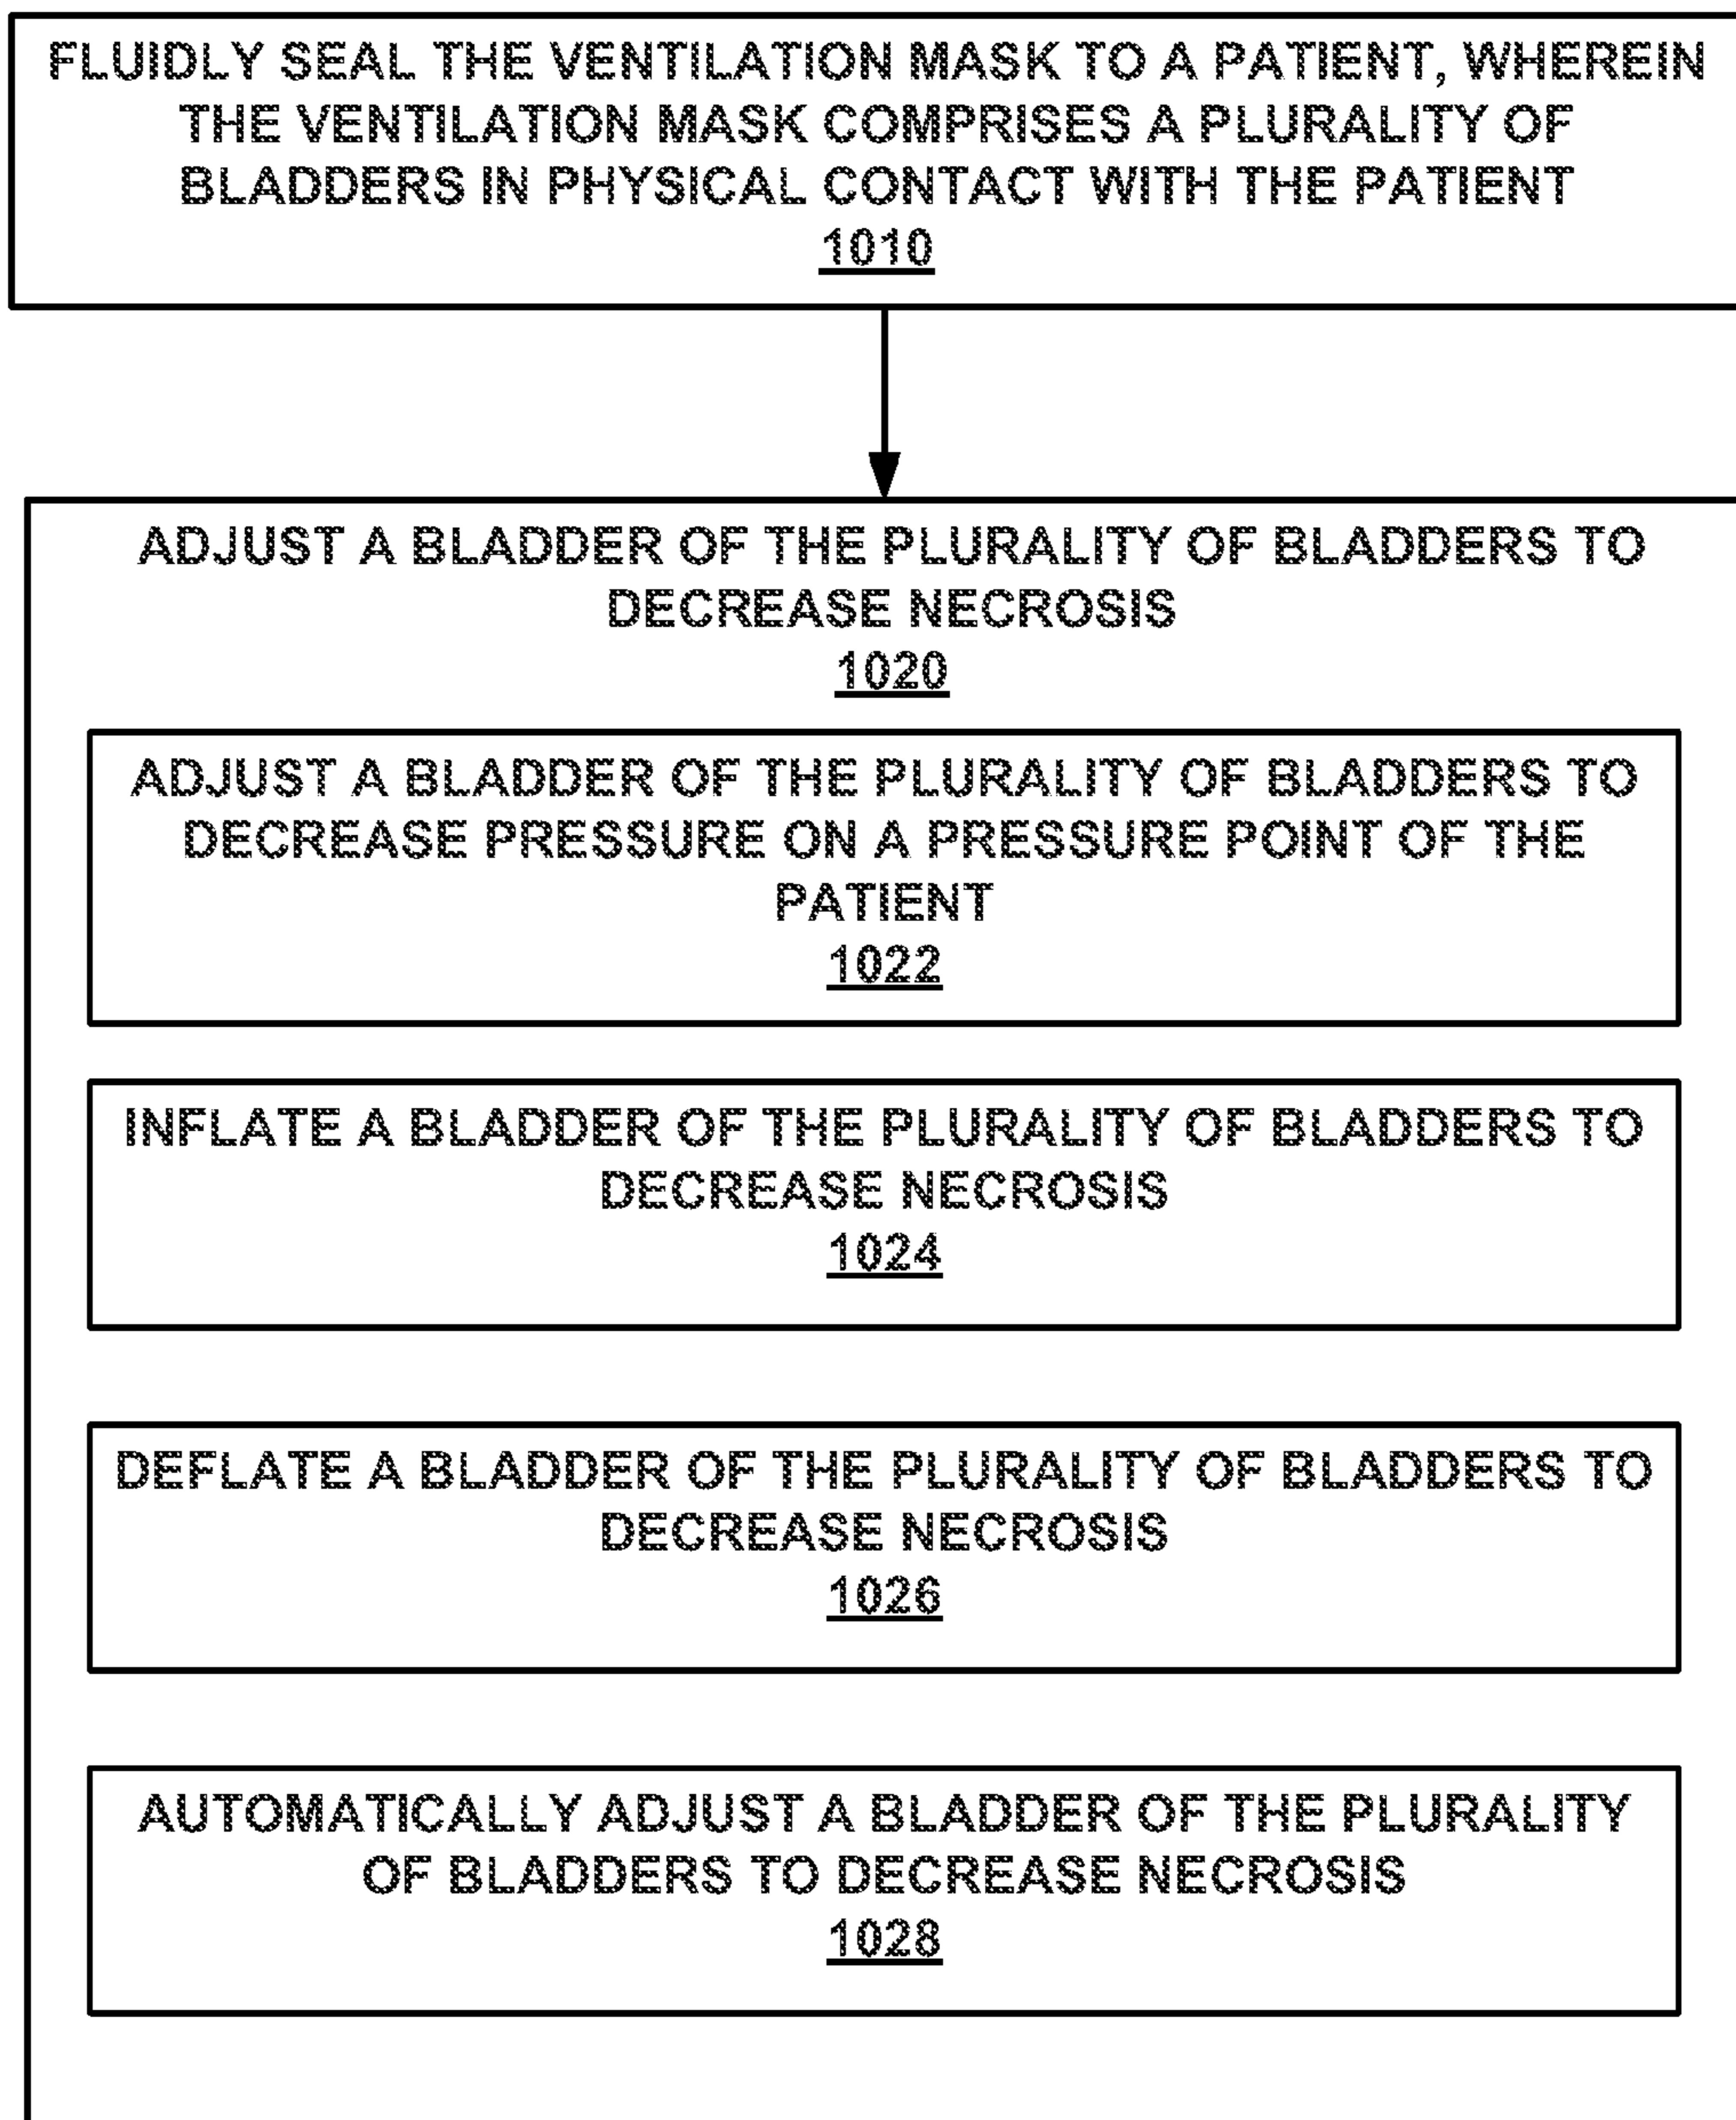 FLUIDLY SEAL THE VENTILATION MASK TO A PATIENT, WHEREIN
THE VENTILATION MASK COMPRISES A PLURALITY OF
BLADDERS IN PHYSICAL CONTACT WITH THE PATIENT
1010
ADJUST A BLADDER OF THE PLURALITY OF BLADDERS TO
DECREASE NECROSIS
1020
ADJUST A BLADDER OF THE PLURALITY OF BLADDERS TO
DECREASE PRESSURE ON A PRESSURE POINT OF THE
PATIENT
1022
INFLATE A BLADDER OF THE PLURALITY OF BLADDERS TO
DECREASE NECROSIS
1024
DEFLATE A BLADDER OF THE PLURALITY OF BLADDERS TO
DECREASE NECROSIS
1026
AUTOMATICALLY ADJUST A BLADDER OF THE PLURALITY
OF BLADDERS TO DECREASE NECROSIS
1028